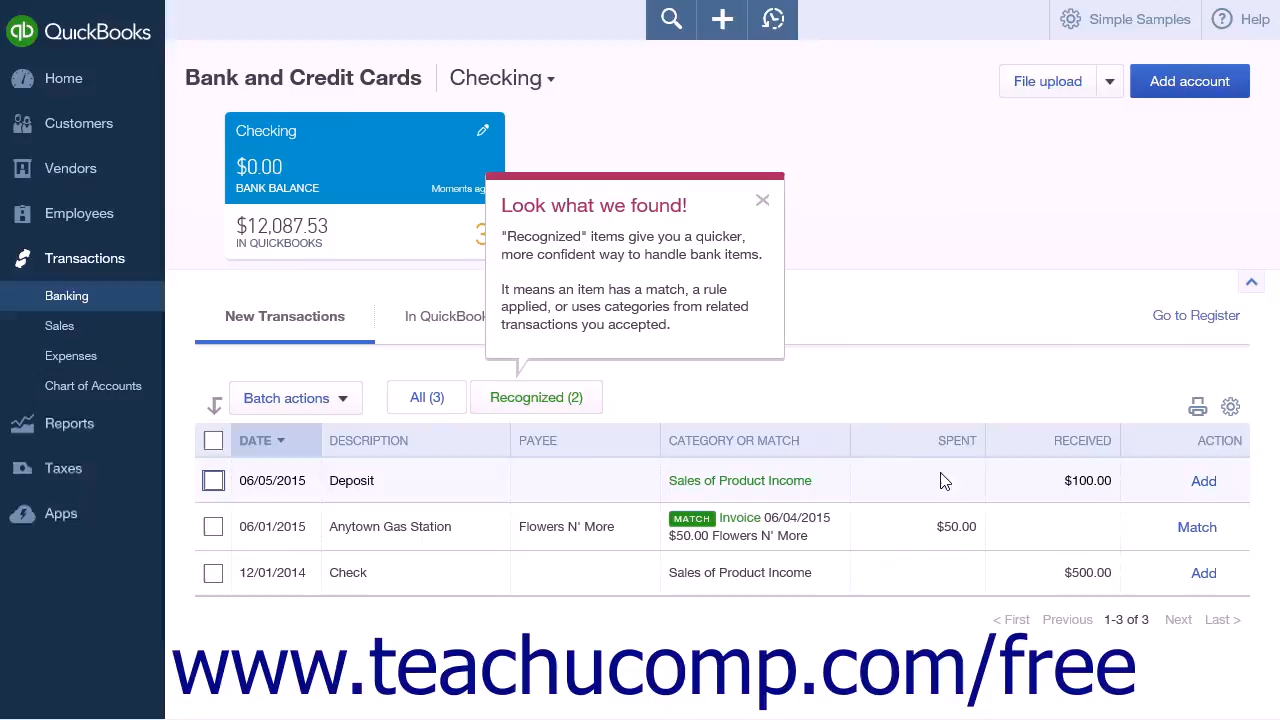 QuickBooks
Simple Samples
Help
Home
Customers
Vendors
Employees
Transactions
Banking
Sales
Expenses
Chart of Accounts
Reports
Taxes
Apps
Bank and Credit Cards
Checking
File upload
Add account
Checking
$0.00
BANK BALANCE
Moments
$12,087.53
IN QUICKBOOKS
3
Look what we found!
"Recognized" items give you a quicker,
more confident way to handle bank items.
It means an item has a match, a rule
applied, or uses categories from related
transactions you accepted.
New Transactions
In QuickBook
Go to Register
Batch actions
All (3)
Recognized (2)
DATE DESCRIPTION PAYEE CATEGORY OR MATCH SPENT RECEIVED ACTION
06/05/2015 Deposit Sales of Product Income $100.00 Add
06/01/2015 Anytown Gas Station Flowers N' More MATCH Invoice 06/04/2015 $50.00 Match
$50.00 Flowers N' More
12/01/2014 Check Sales of Product Income $500.00 Add
< First Previous 1-3 of 3 Next Last >
www.teachucomp.com/free